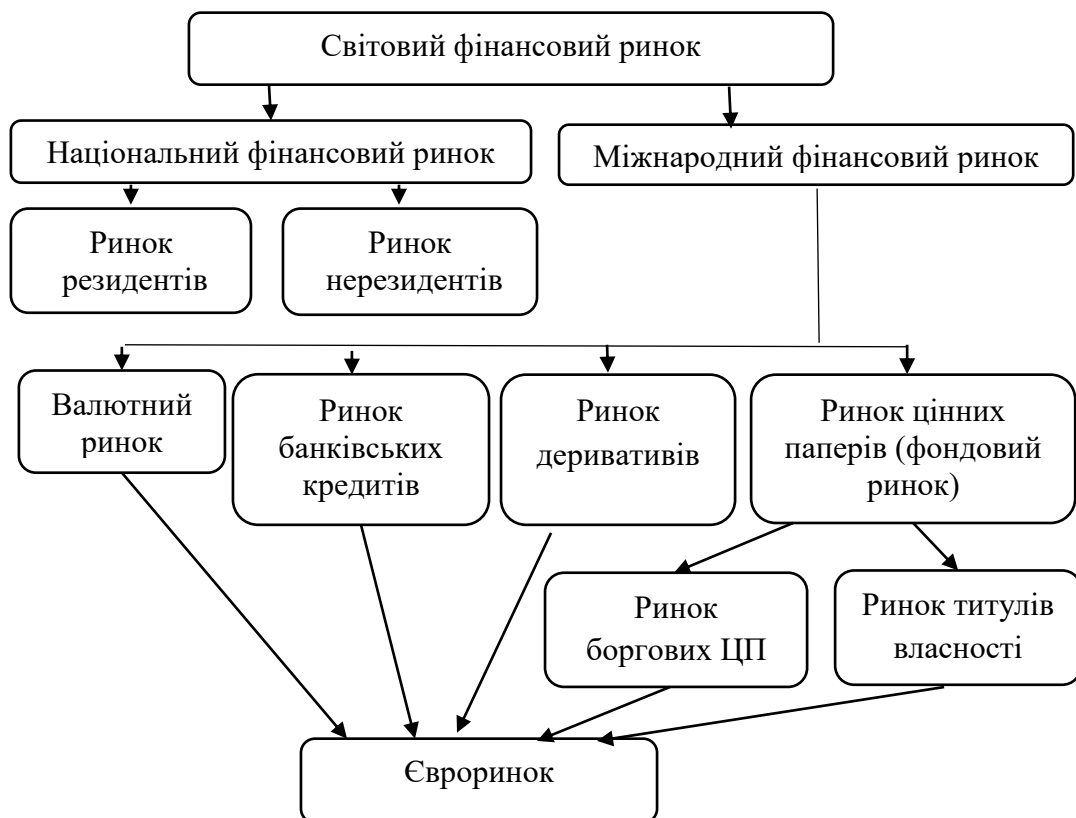 Світовий фінансовий ринок
Національний фінансовий ринок
Міжнародний фінансовий ринок
Ринок
резидентів
Ринок
нерезидентів
Валютний
ринок
Ринок
банківських
кредитів
Ринок
деривативів
Ринок цінних
паперів (фондовий
ринок)
Ринок
боргових ЦП
Ринок титулів
власності
Євроринок